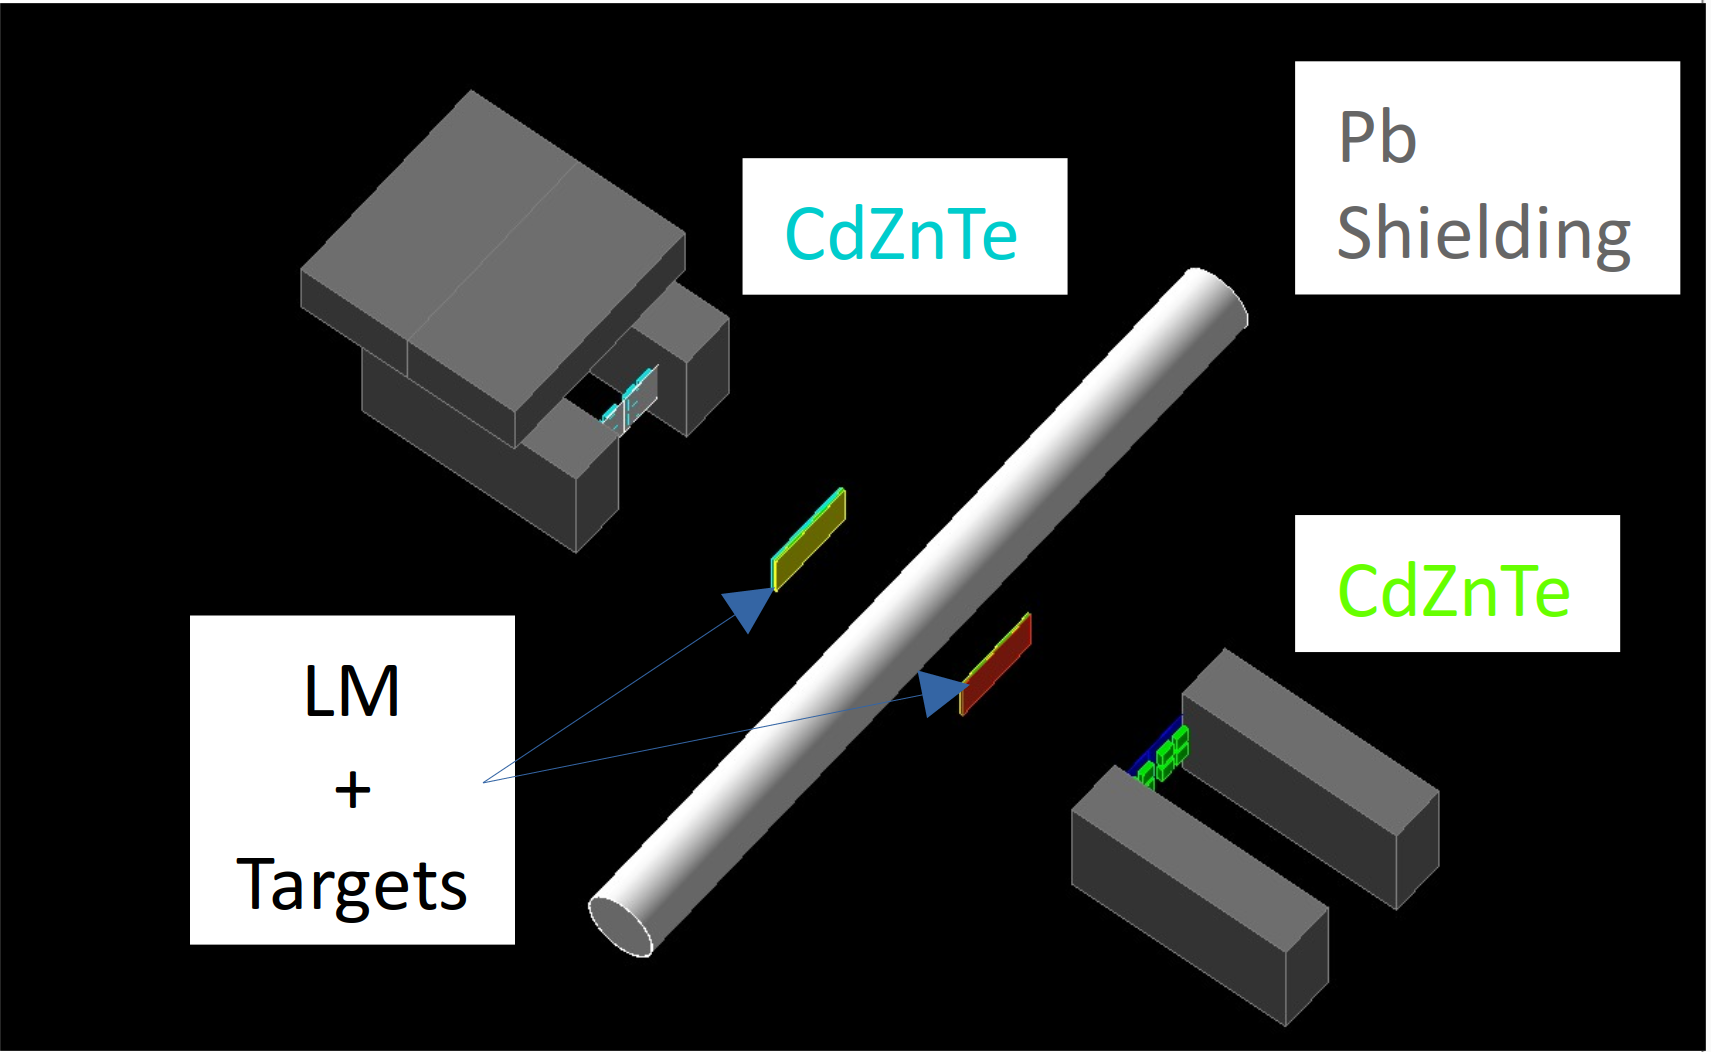 CdZnTe
Pb
Shielding
CdZnTe
LM
+
Targets